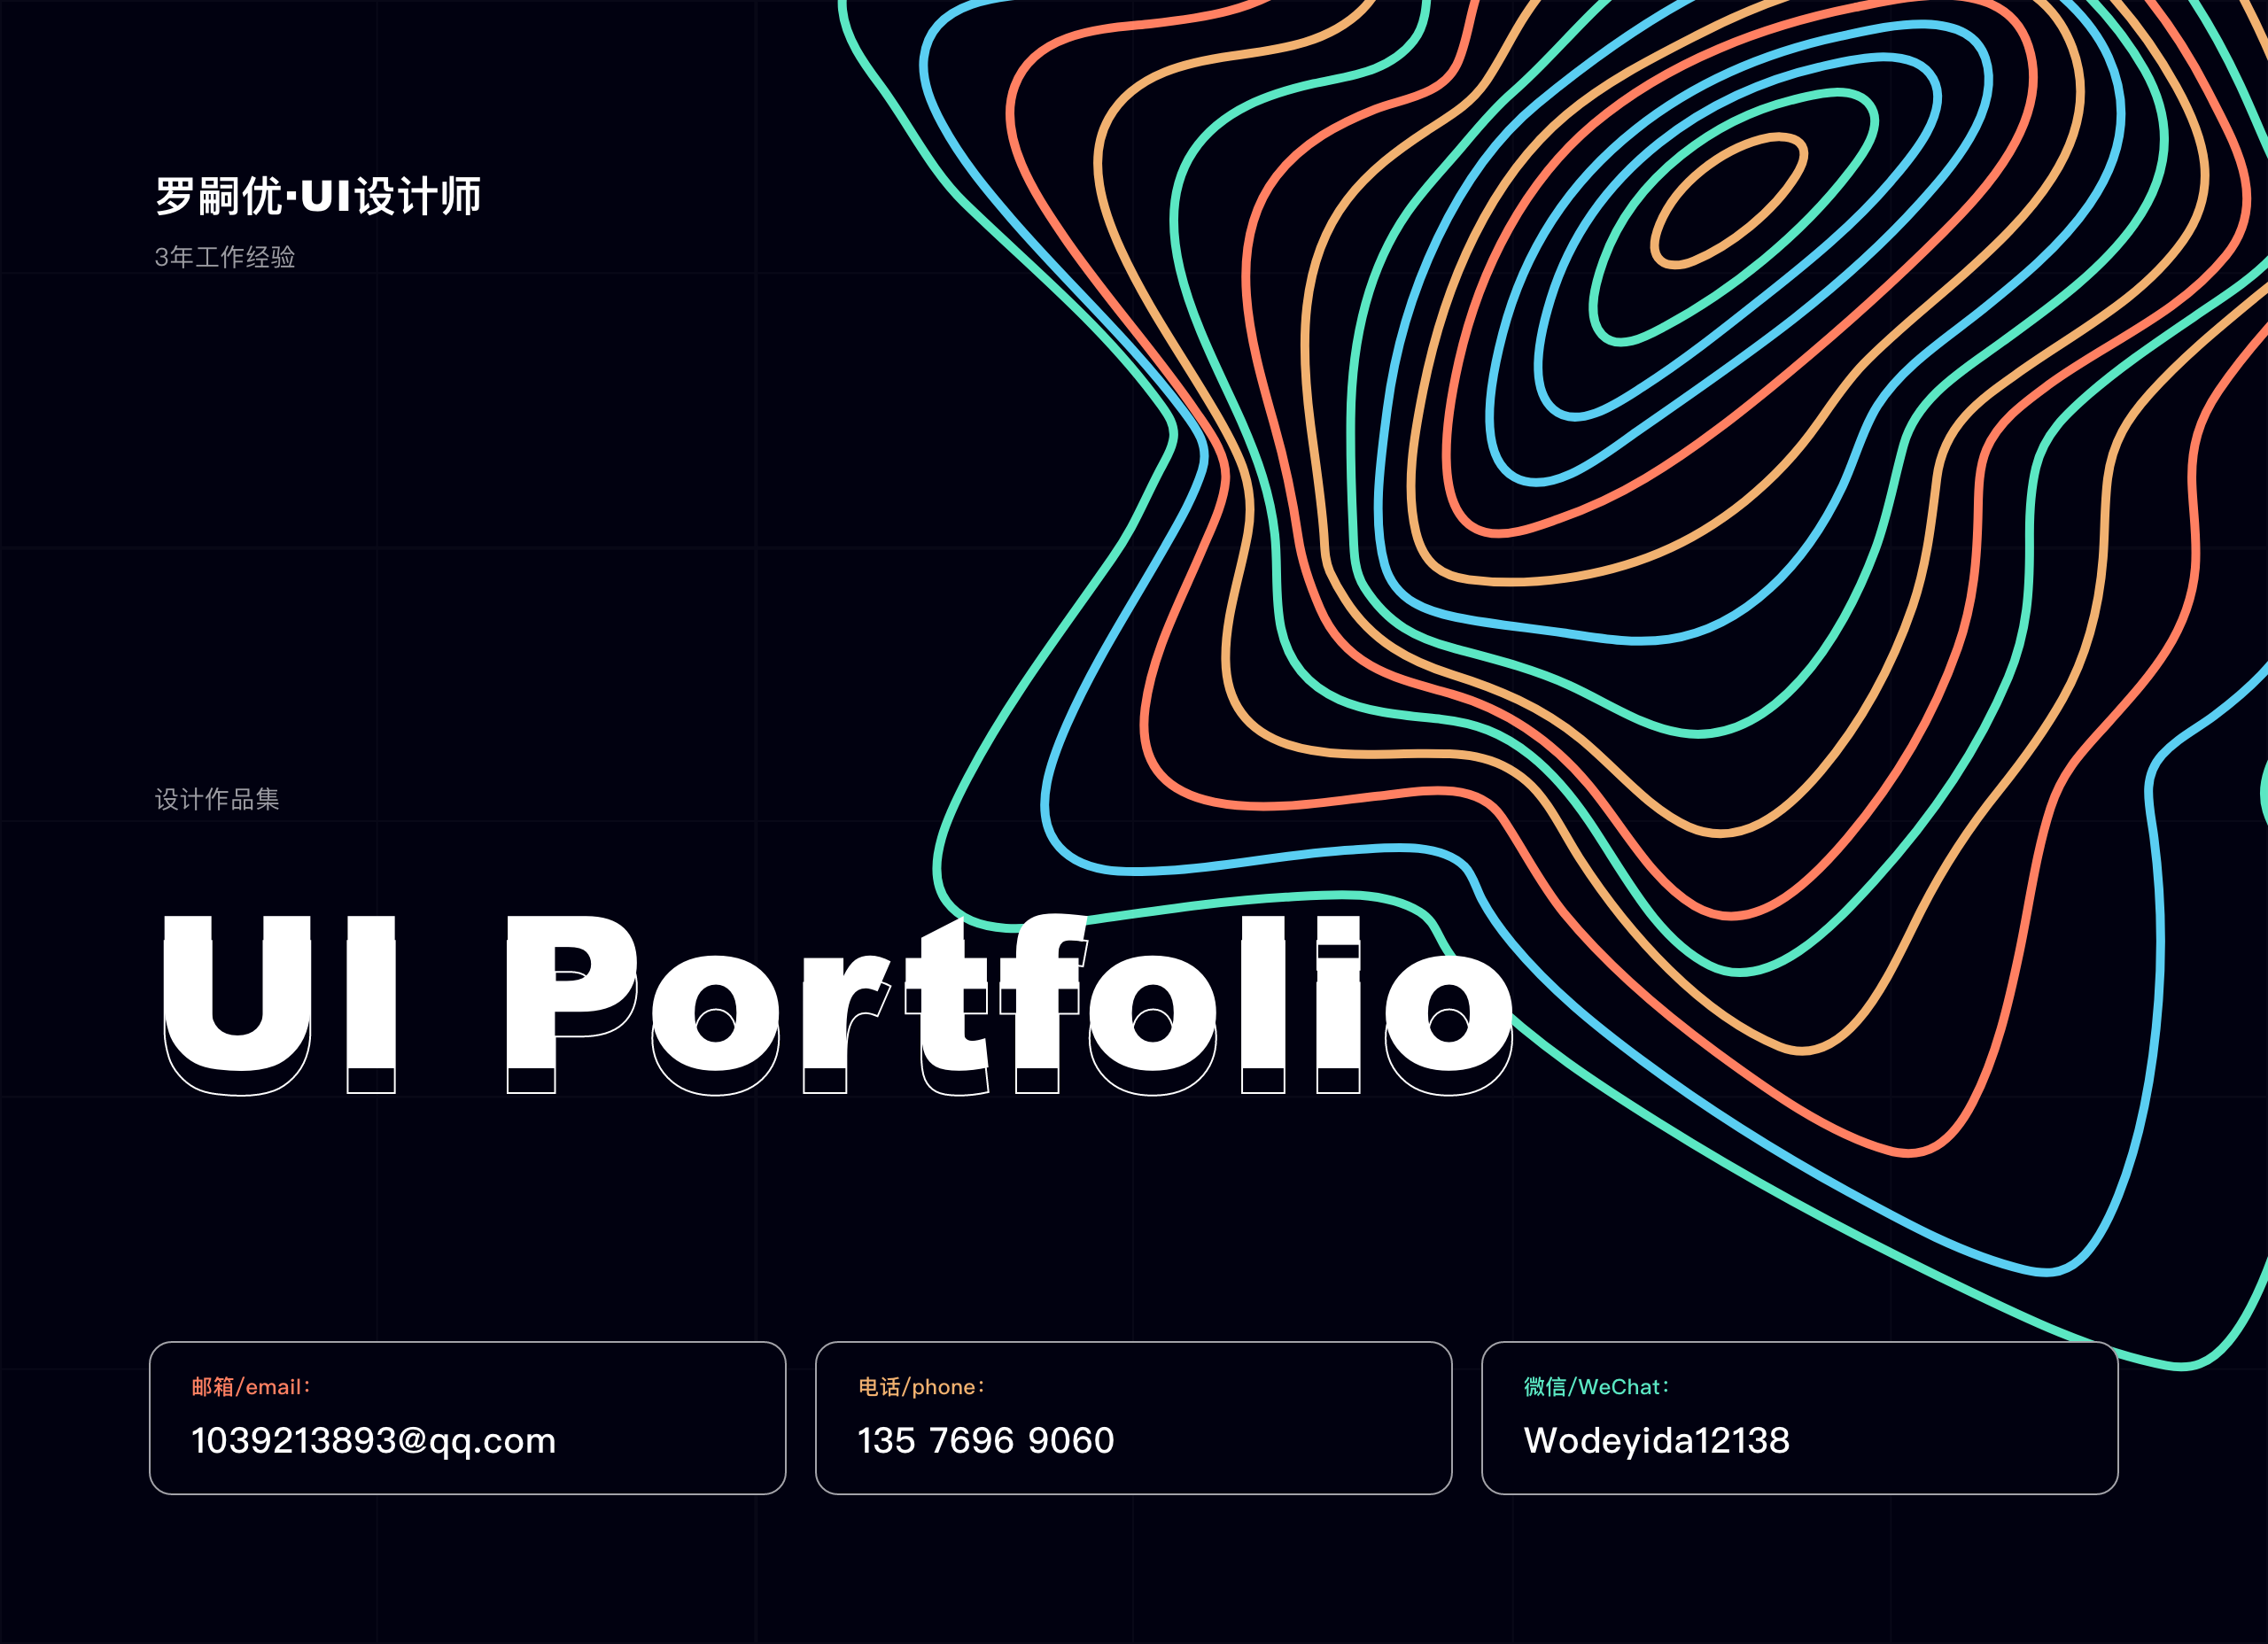 罗嗣优·UI设计师
3年工作经验
设计作品集
UI Portfolio
邮箱/email:
1039213893@qq.com
电话/phone:
135 7696 9060
微信/WeChat:
Wodeyida12138